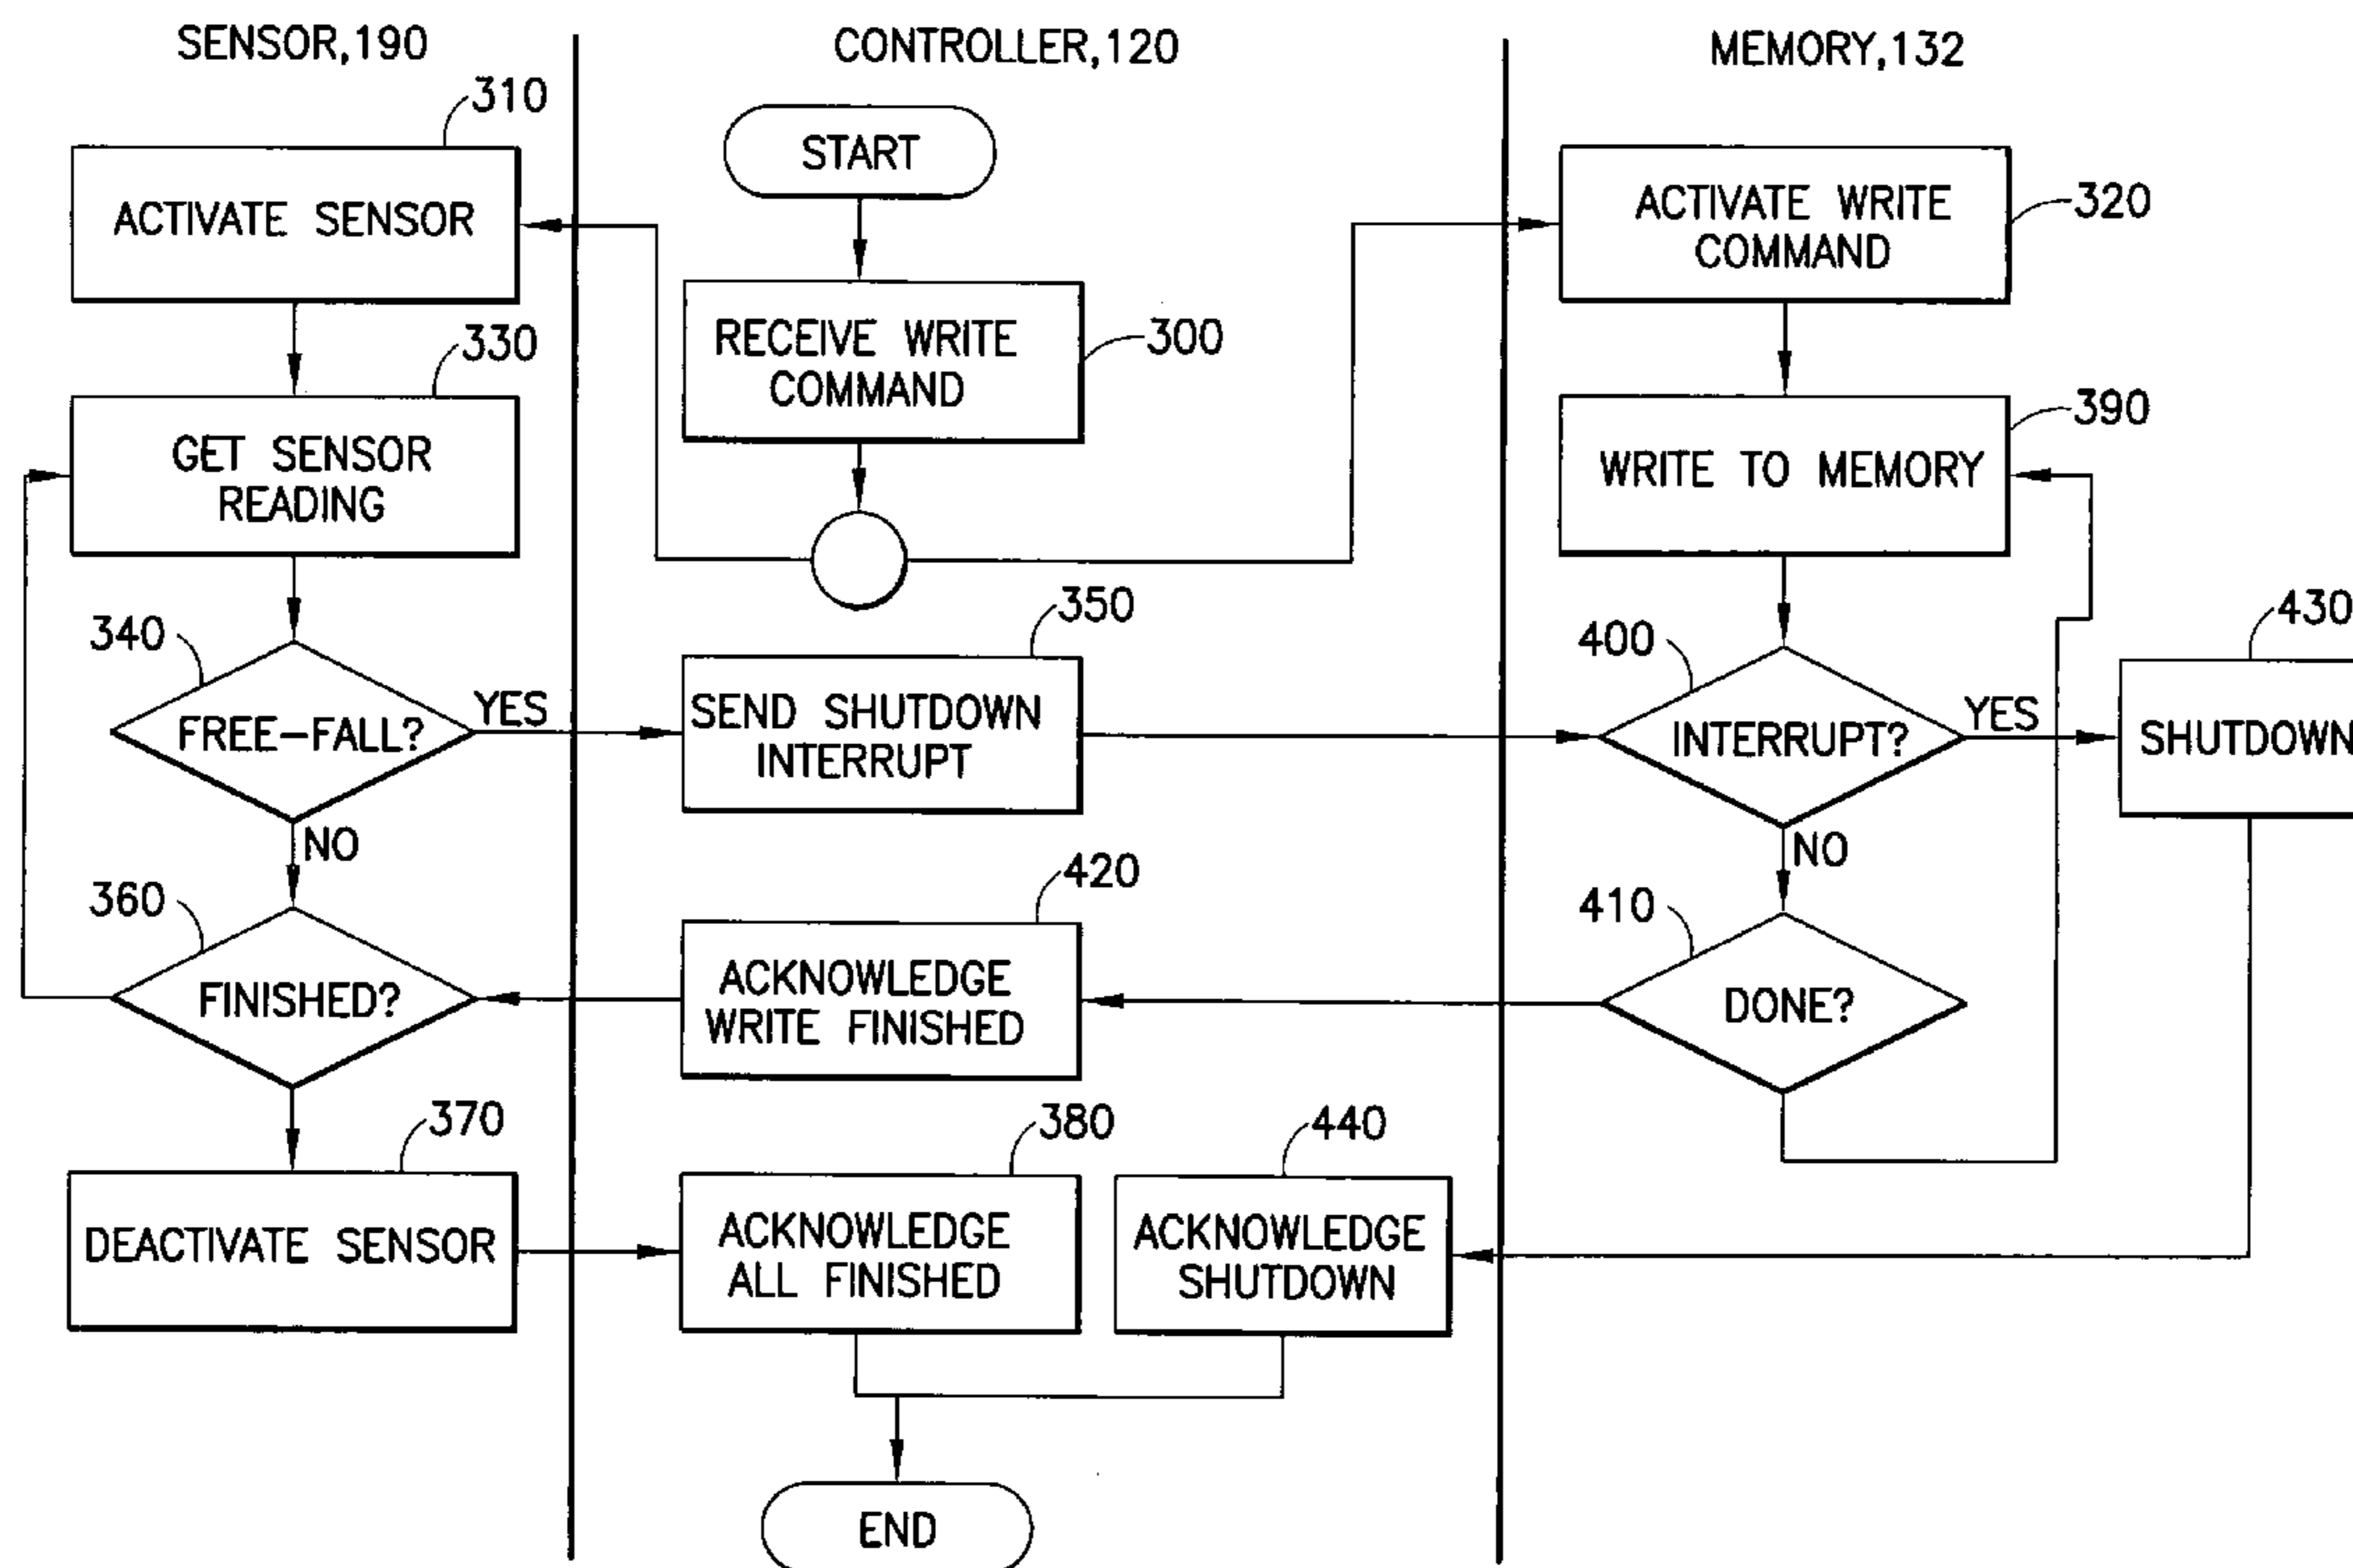 SENSOR,190
310
ACTIVATE SENSOR
330
GET SENSOR
READING
340
FREE-FALL?
YES
NO
360
FINISHED?
370
DEACTIVATE SENSOR
CONTROLLER,120
START
RECEIVE WRITE
COMMAND
300
350
SEND SHUTDOWN
INTERRUPT
420
ACKNOWLEDGE
WRITE FINISHED
380
ACKNOWLEDGE
ALL FINISHED
440
ACKNOWLEDGE
SHUTDOWN
END
MEMORY,132
ACTIVATE WRITE
COMMAND
320
390
WRITE TO MEMORY
400
INTERRUPT?
YES
NO
430
SHUTDOWN
410
DONE?